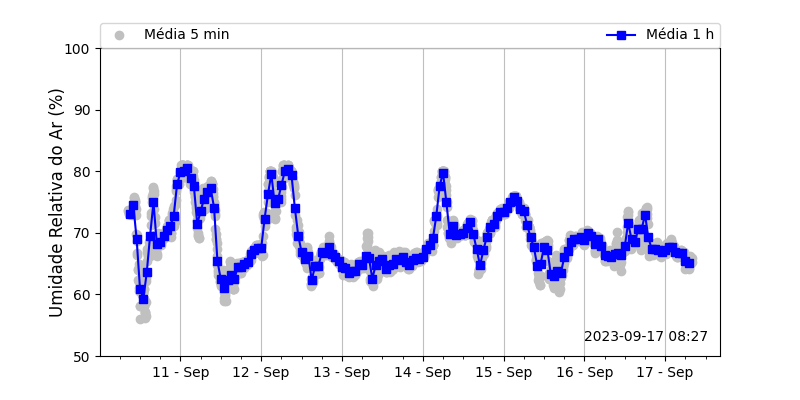 Média 5 min
Média 1 h
Umidade Relativa do Ar (%)
100
90
80
70
60
50
2023-09-17 08:27
11 - Sep
12 - Sep
13 - Sep
14 - Sep
15 - Sep
16 - Sep
17 - Sep